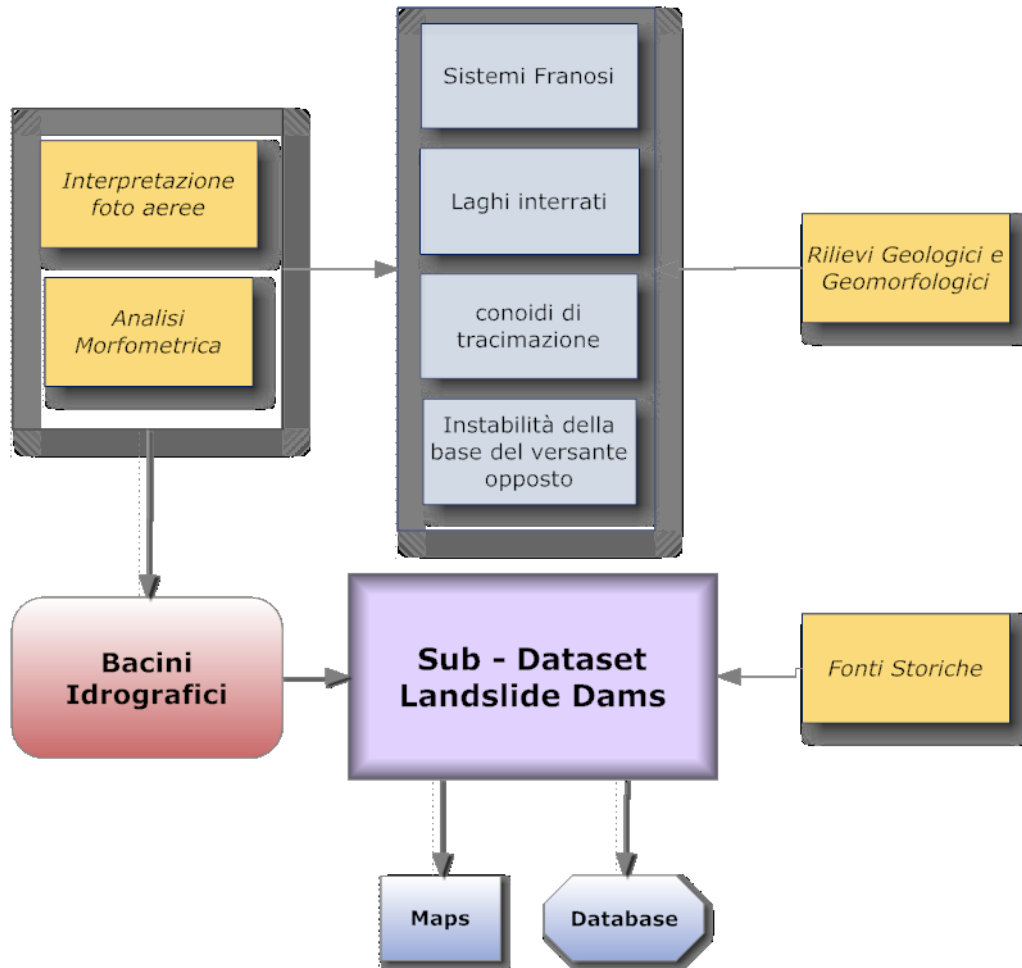 Sistemi Franosi
Interpretazione
foto aeree
Laghi interrati
Rilievi Geologici e
Geomorfologici
Analisi
Morfometrica
conoidi di
tracimazione
Instabilità della
base del versante
opposto
Bacini
Idrografici
Sub - Dataset
Landslide Dams
Fonti Storiche
Maps
Database